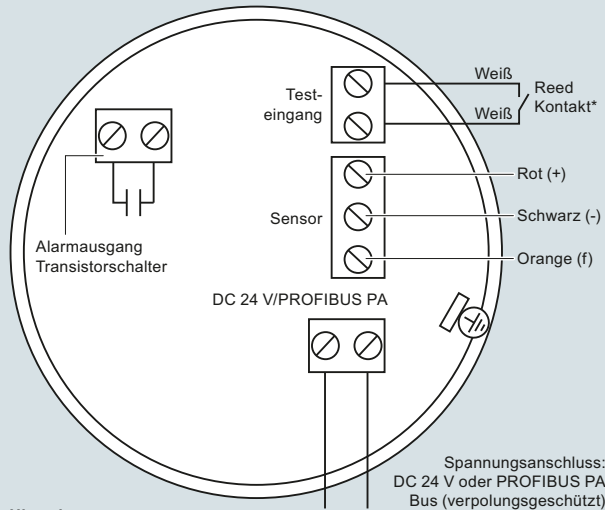 Weiß
Reed
Kontakt*
Test-
eingang
Weiß
Rot (+)
Sensor
Schwarz (-)
Orange (f)
Alarmausgang
Transistorschalter
DC 24 V/PROFIBUS PA
Spannungsanschluss:
DC 24 V oder PROFIBUS PA
Bus (verpolungsgeschützt)